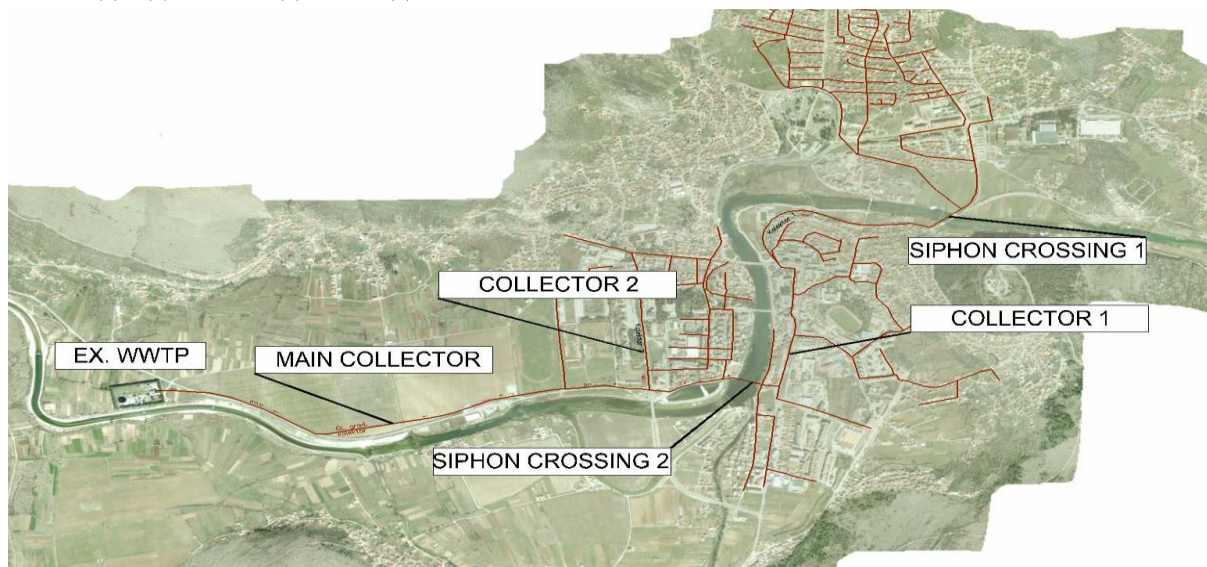 SIPHON CROSSING 1
COLLECTOR 2
COLLECTOR 1
EX. WWTP
MAIN COLLECTOR
SIPHON CROSSING 2